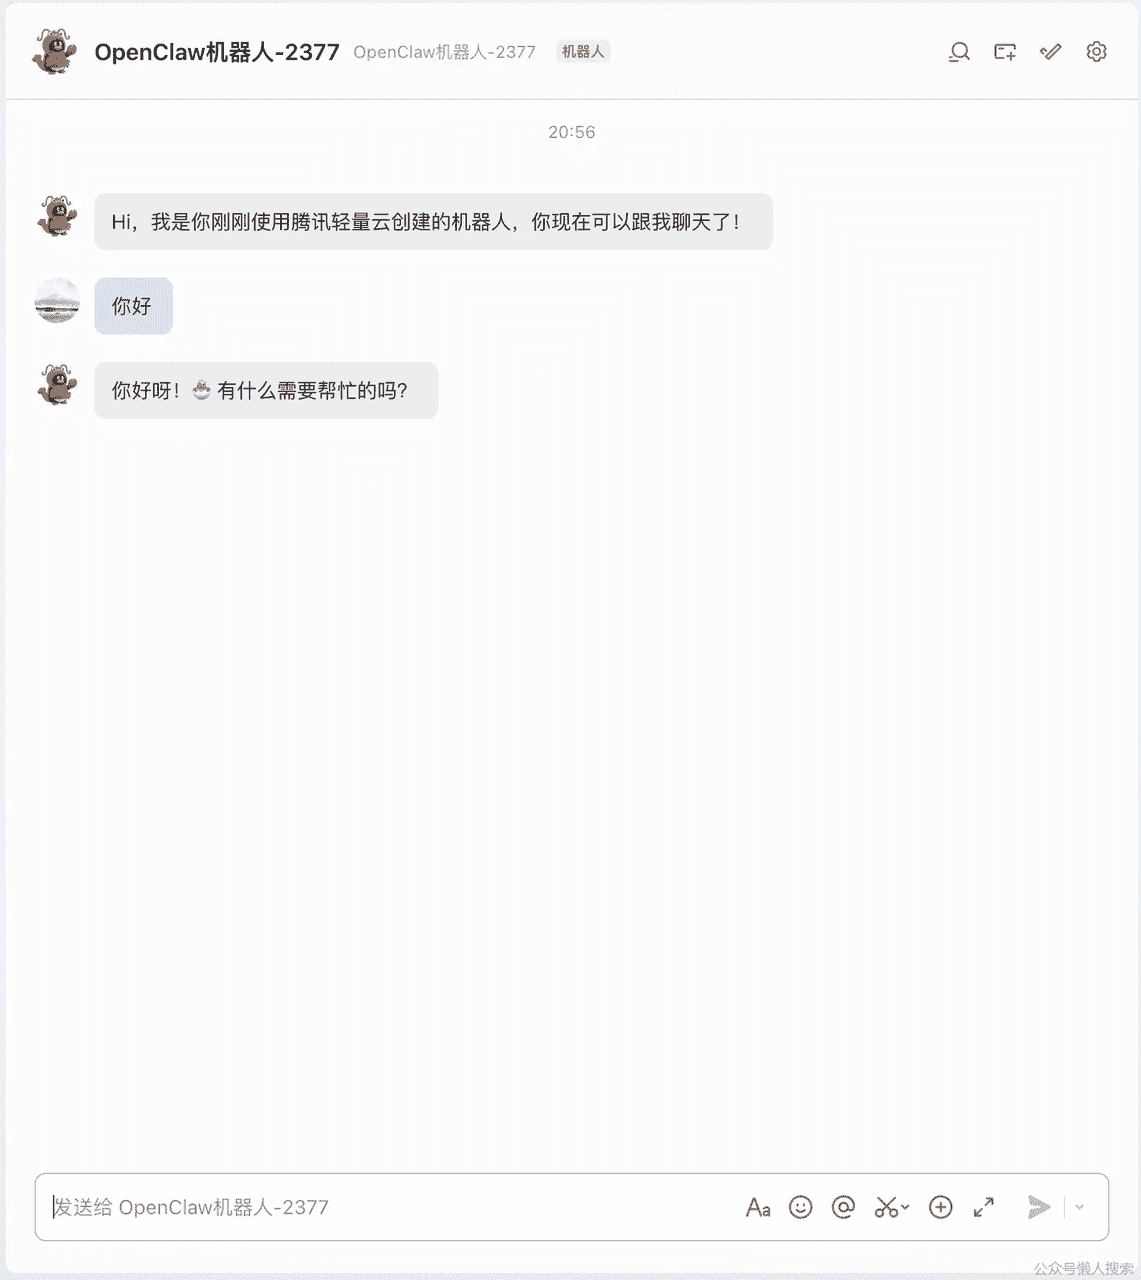 OpenClaw机器人-2377 OpenClaw机器人-2377 机器人
20:56
Hi，我是你刚刚使用腾讯轻量云创建的机器人，你现在可以跟我聊天了！
你好
你好呀！有什么需要帮忙的吗？
发送给 OpenClaw机器人-2377
Aa
公众号懒人搜索